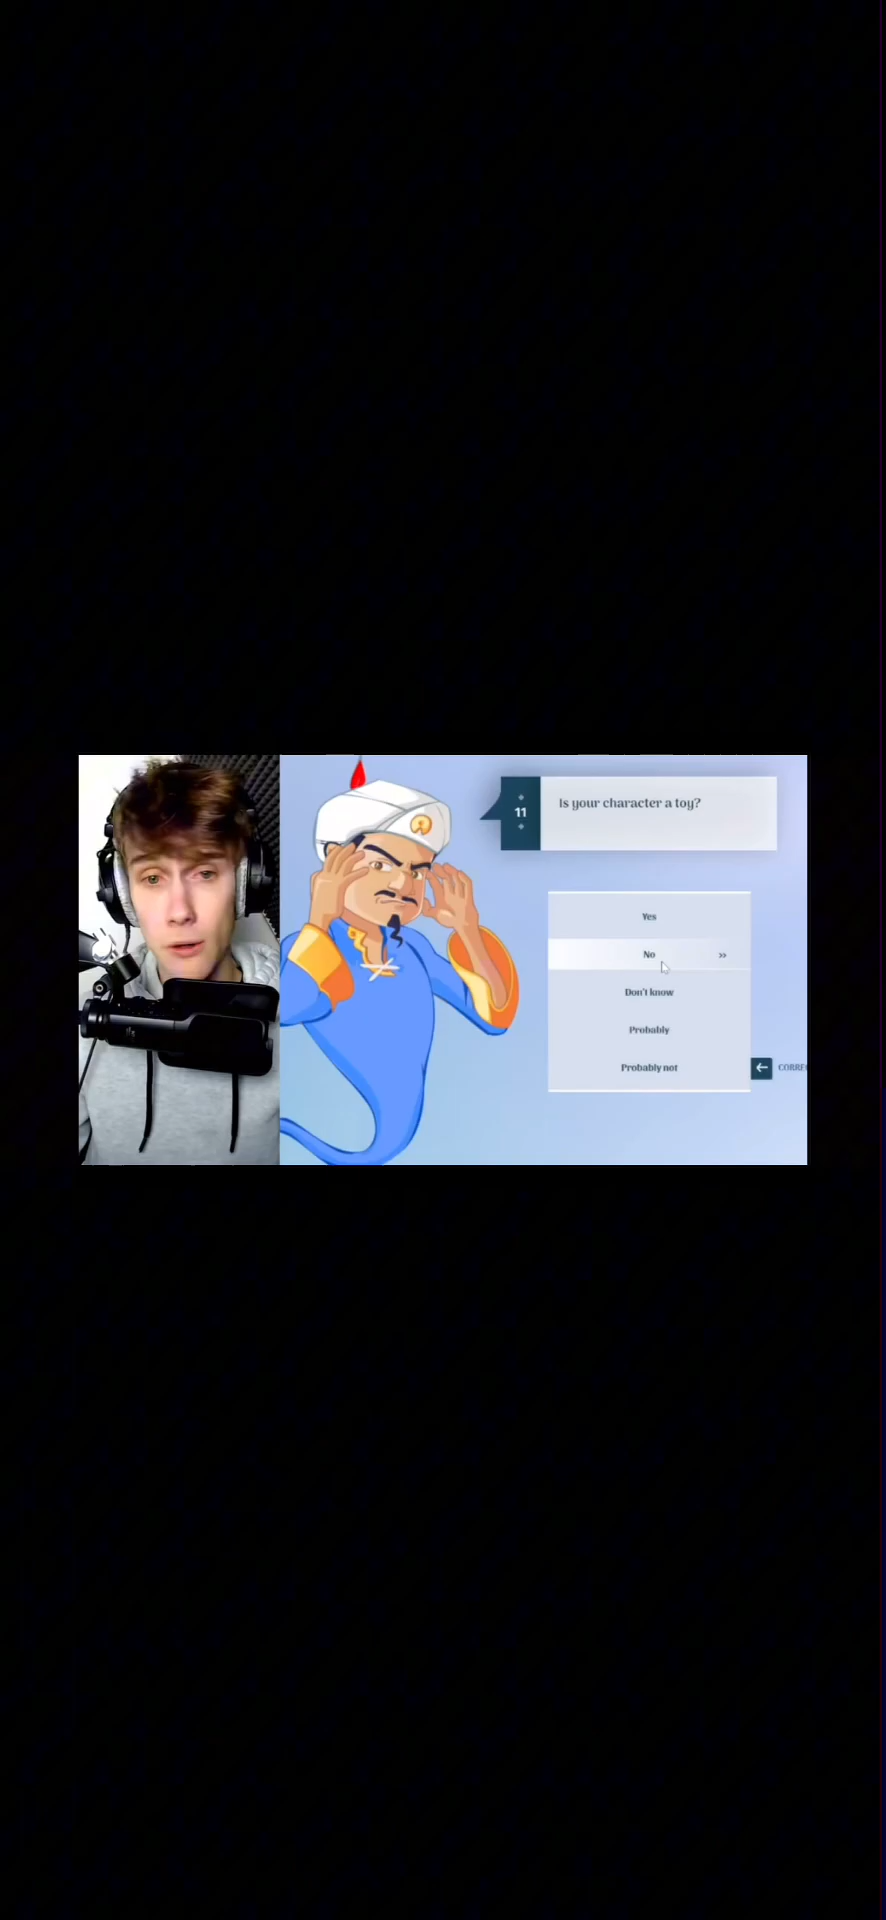 11
Is your character a toy?
Yes
No
Don't know
Probably
Probably not